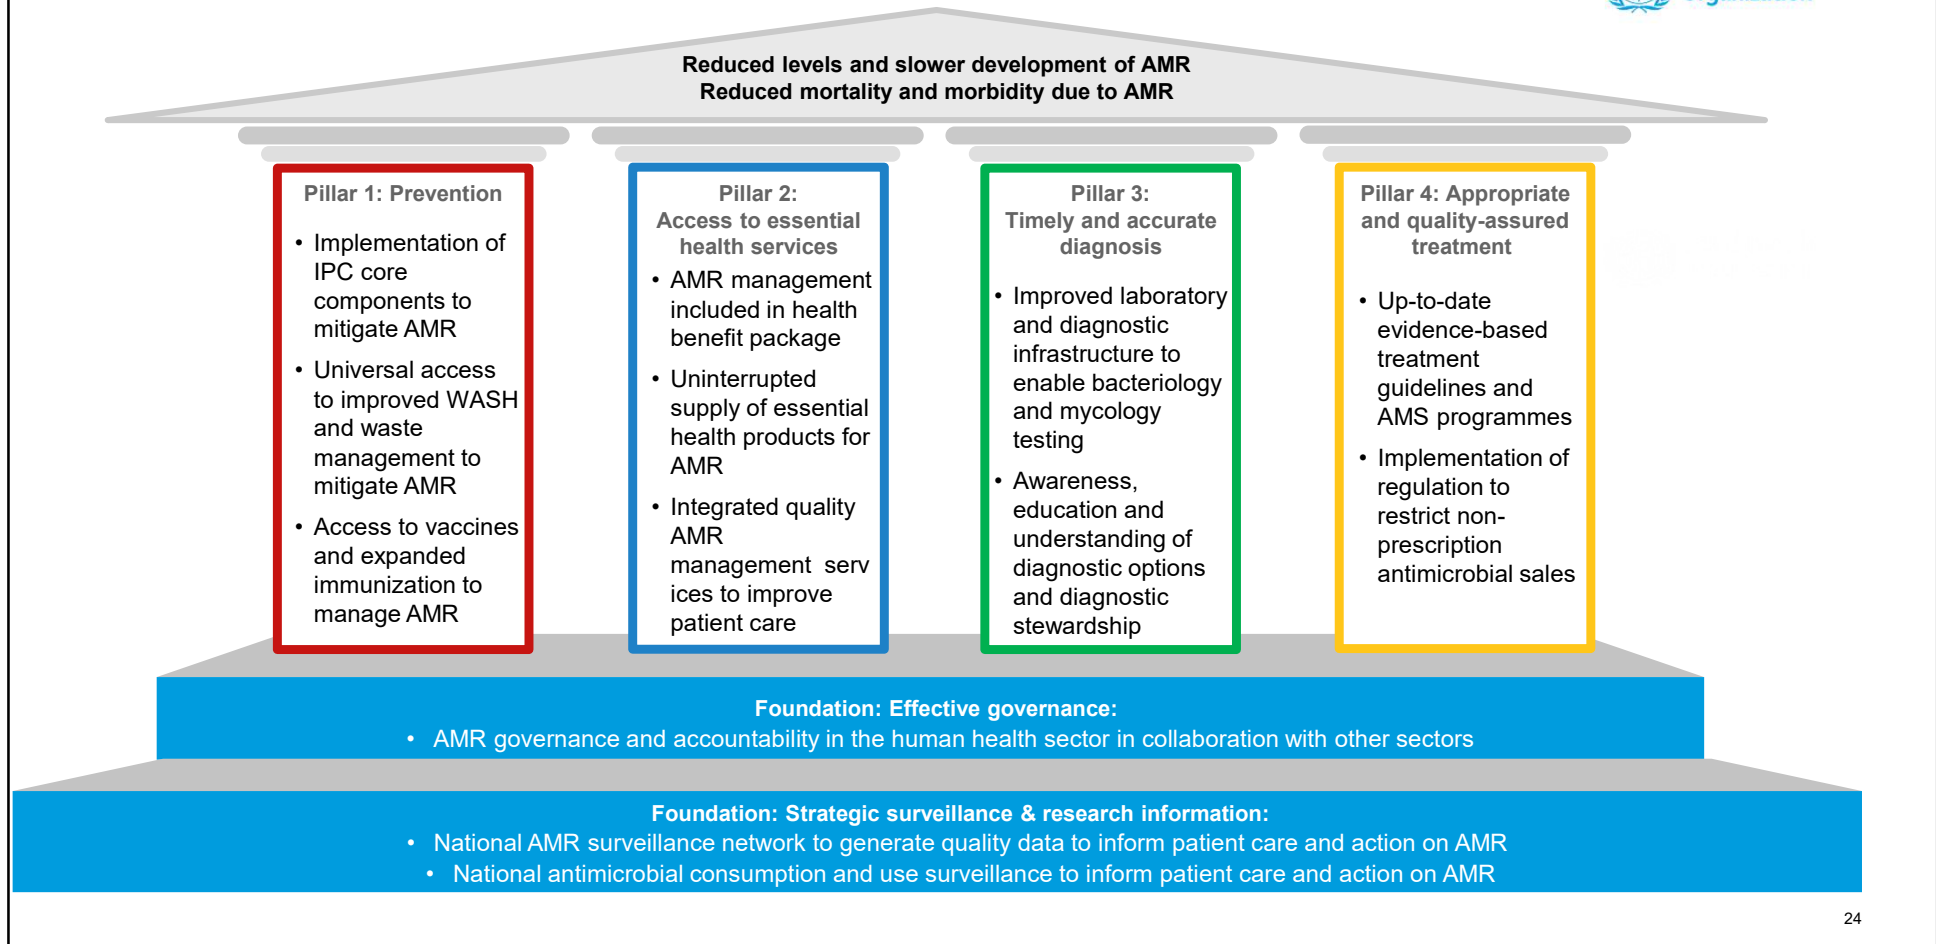 Reduced levels and slower development of AMR
Reduced mortality and morbidity due to AMR
Pillar 1: Prevention
• Implementation of
IPC core
components to
mitigate AMR
• Universal access
to improved WASH
and waste
management to
mitigate AMR
• Access to vaccines
and expanded
immunization to
manage AMR
Pillar 2:
Access to essential
health services
• AMR management
included in health
benefit package
• Uninterrupted
supply of essential
health products for
AMR
• Integrated quality
AMR
management serv
ices to improve
patient care
Pillar 3:
Timely and accurate
diagnosis
• Improved laboratory
and diagnostic
infrastructure to
enable bacteriology
and mycology
testing
• Awareness,
education and
understanding of
diagnostic options
and diagnostic
stewardship
Pillar 4: Appropriate
and quality-assured
treatment
• Up-to-date
evidence-based
treatment
guidelines and
AMS programmes
• Implementation of
regulation to
restrict non-
prescription
antimicrobial sales
Foundation: Effective governance:
• AMR governance and accountability in the human health sector in collaboration with other sectors
Foundation: Strategic surveillance & research information:
• National AMR surveillance network to generate quality data to inform patient care and action on AMR
• National antimicrobial consumption and use surveillance to inform patient care and action on AMR
24